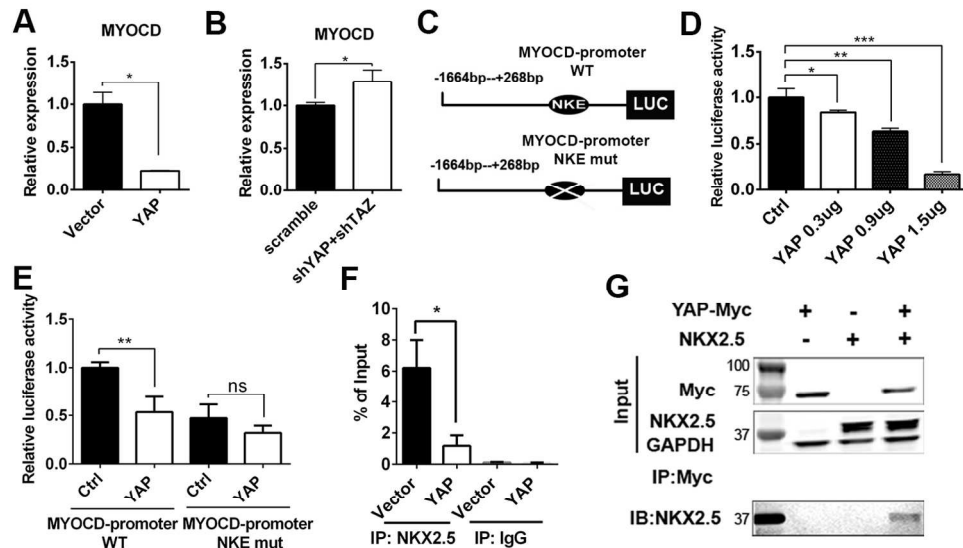 A
MYOCD
Relative expression
1.5
1.0
0.5
0.0
*
Vector
YAP
B
MYOCD
Relative expression
1.5
1.0
0.5
0.0
*
scramble
shYAP+shTAZ
C
MYOCD-promoter
WT
-1664bp--+268bp
NKE
LUC
MYOCD-promoter
NKE mut
-1664bp--+268bp
LUC
D
Relative luciferase activity
1.5
1.0
0.5
0.0
***
**
*
Ctrl
YAP 0.3ug
YAP 0.9ug
YAP 1.5ug
E
Relative luciferase activity
1.5
1.0
0.5
0.0
**
ns
Ctrl
YAP
Ctrl
YAP
MYOCD-promoter
WT
MYOCD-promoter
NKE mut
F
% of Input
10
8
6
4
2
0
*
Vector
YAP
Vector
YAP
IP: NKX2.5
IP: IgG
G
YAP-Myc + - +
NKX2.5 - + +
Input
Myc
100
75
NKX2.5
GAPDH
37
IP:Myc
IB:NKX2.5
37